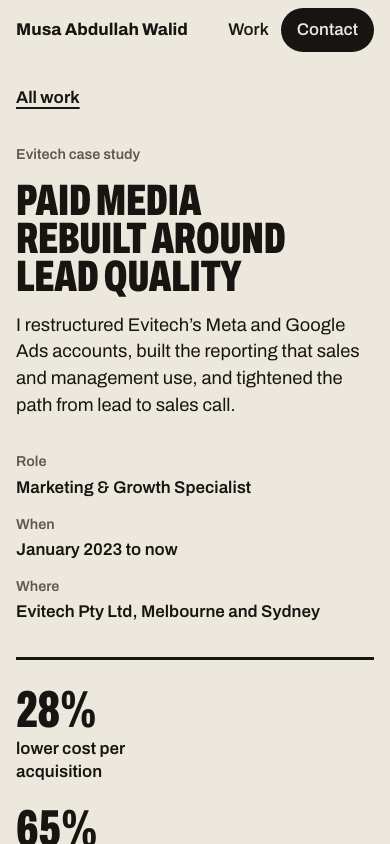 Musa Abdullah Walid
Work
Contact
All work
Evitech case study
PAID MEDIA
REBUILT AROUND
LEAD QUALITY
I restructured Evitech’s Meta and Google
Ads accounts, built the reporting that sales
and management use, and tightened the
path from lead to sales call.
Role
Marketing & Growth Specialist
When
January 2023 to now
Where
Evitech Pty Ltd, Melbourne and Sydney
28%
lower cost per
acquisition
65%